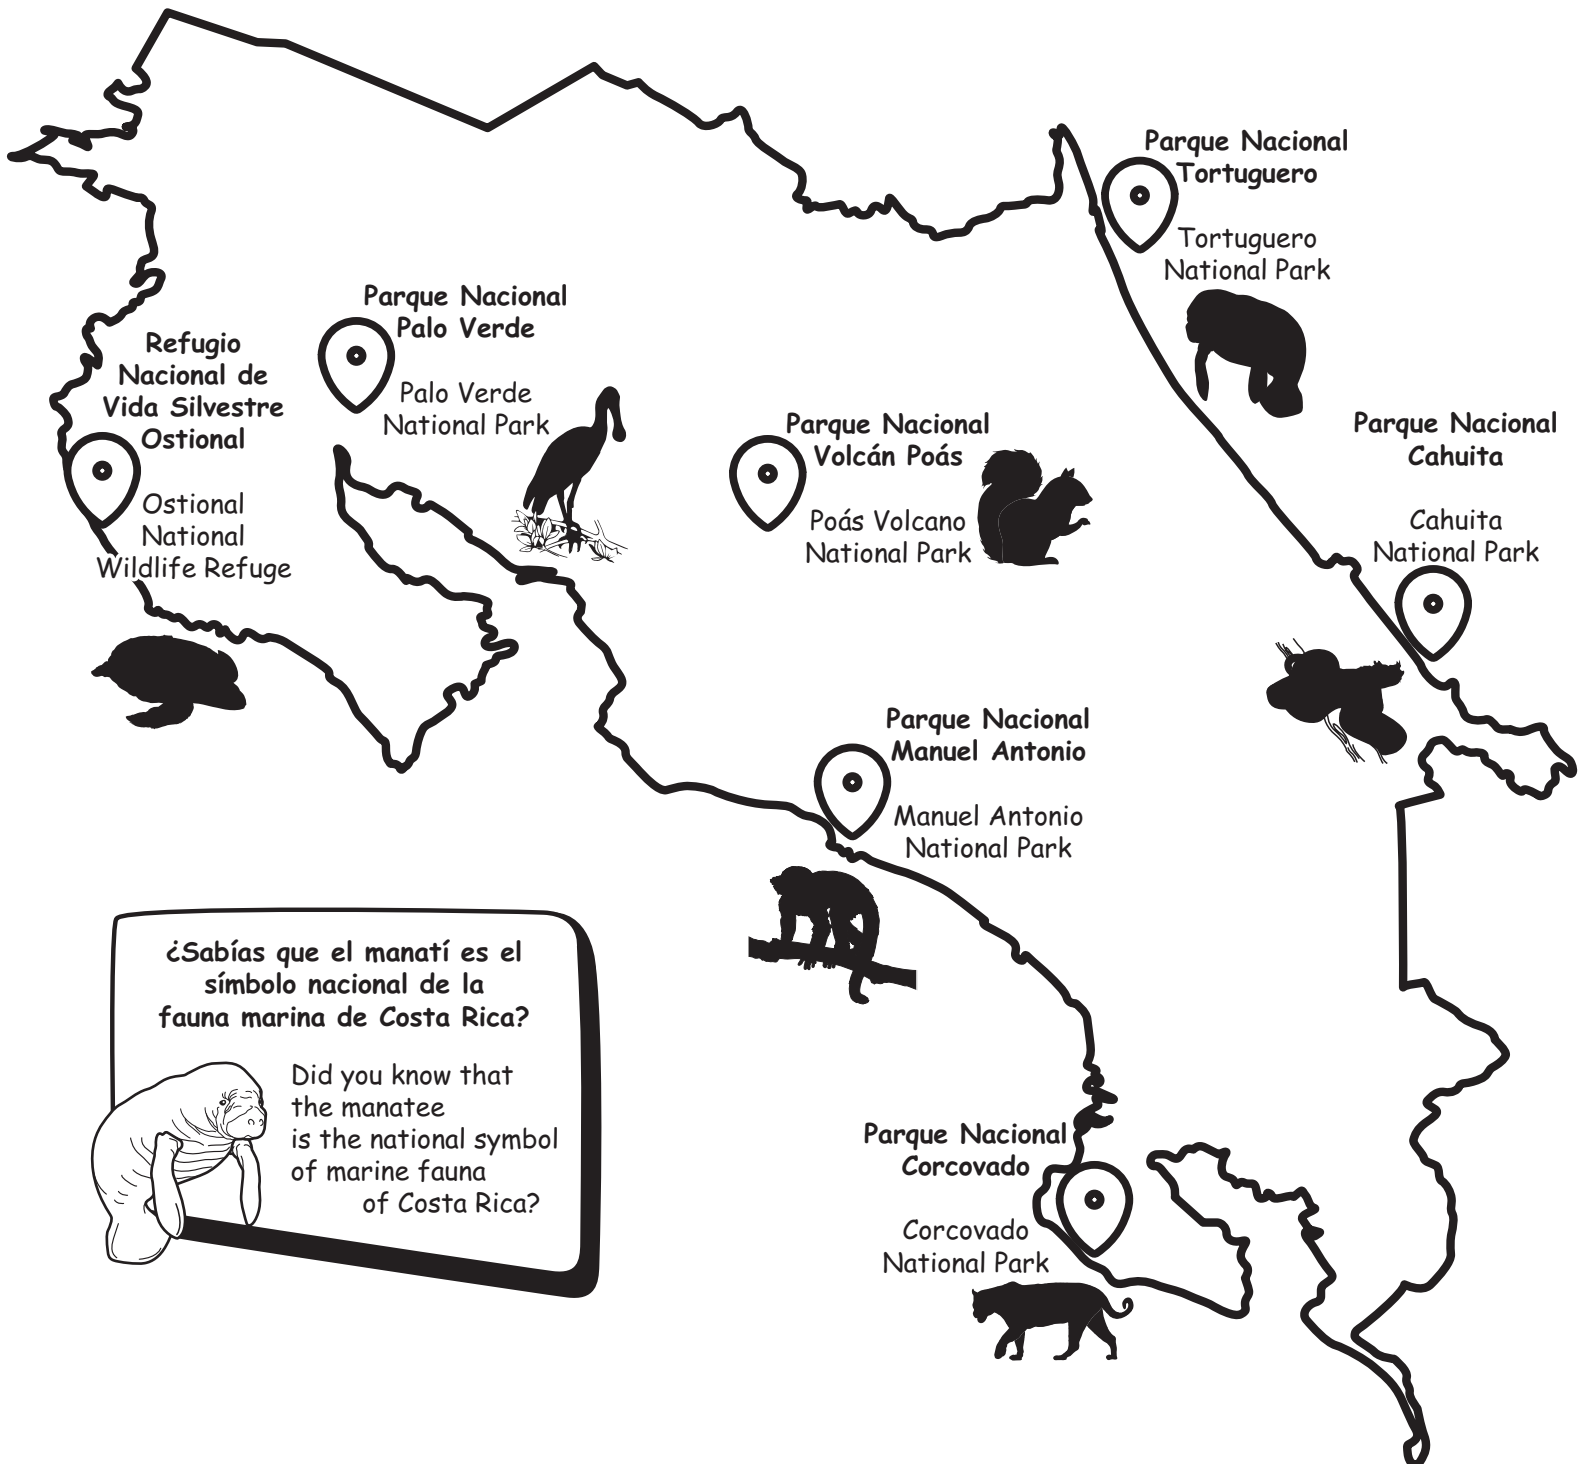 Parque Nacional
Tortuguero
Tortuguero
National Park
Parque Nacional
Palo Verde
Palo Verde
National Park
Refugio
Nacional de
Vida Silvestre
Ostional
Ostional
National
Wildlife Refuge
Parque Nacional
Volcán Poás
Poás Volcano
National Park
Parque Nacional
Cahuita
Cahuita
National Park
Parque Nacional
Manuel Antonio
Manuel Antonio
National Park
¿Sabías que el manatí es el
símbolo nacional de la
fauna marina de Costa Rica?
Did you know that
the manatee
is the national symbol
of marine fauna
of Costa Rica?
Parque Nacional
Corcovado
Corcovado
National Park